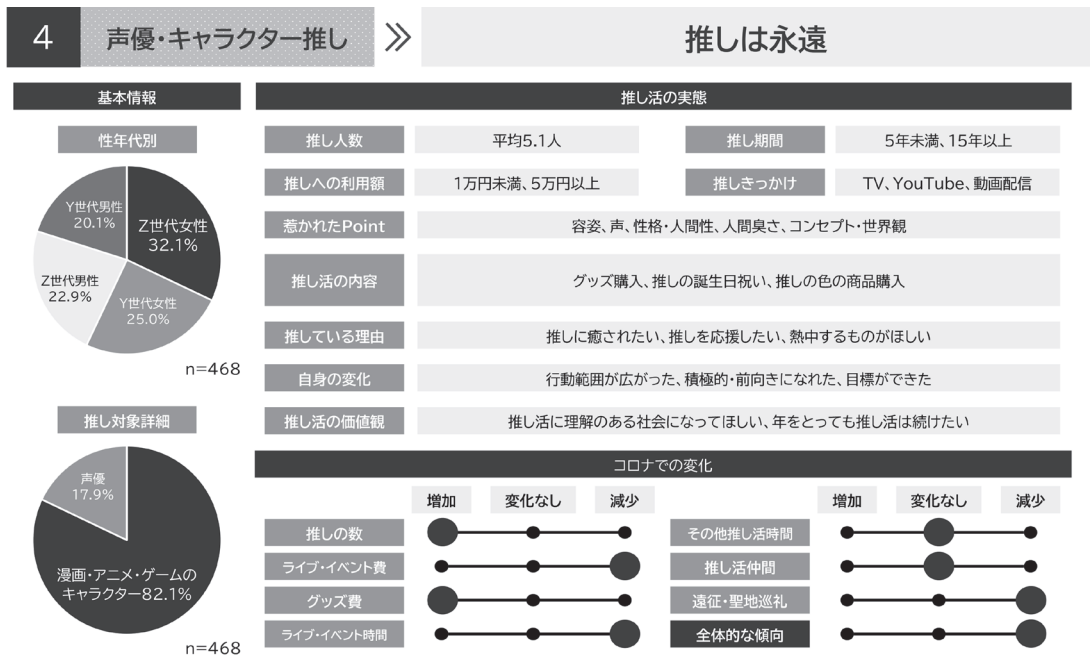 4
声優・キャラクター推し
推しは永遠
基本情報
性年代別
Y世代男性
20.1%
Z世代女性
32.1%
Z世代男性
22.9%
Y世代女性
25.0%
n=468
推し対象詳細
声優
17.9%
漫画・アニメ・ゲームの
キャラクター82.1%
n=468
推し活の実態
推し人数 平均5.1人 推し期間 5年未満、15年以上
推しへの利用額 1万円未満、5万円以上 推しきっかけ TV、YouTube、動画配信
惹かれたPoint 容姿、声、性格・人間性、人間臭さ、コンセプト・世界観
推し活の内容 グッズ購入、推しの誕生日祝い、推しの色の商品購入
推している理由 推しに癒されたい、推しを応援したい、熱中するものがほしい
自身の変化 行動範囲が広がった、積極的・前向きになれた、目標ができた
推し活の価値観 推し活に理解のある社会になってほしい、年をとっても推し活は続けたい
コロナでの変化
増加 変化なし 減少 増加 変化なし 減少
推しの数 その他推し活時間
ライブ・イベント費 推し活仲間
グッズ費 遠征・聖地巡礼
ライブ・イベント時間 全体的な傾向